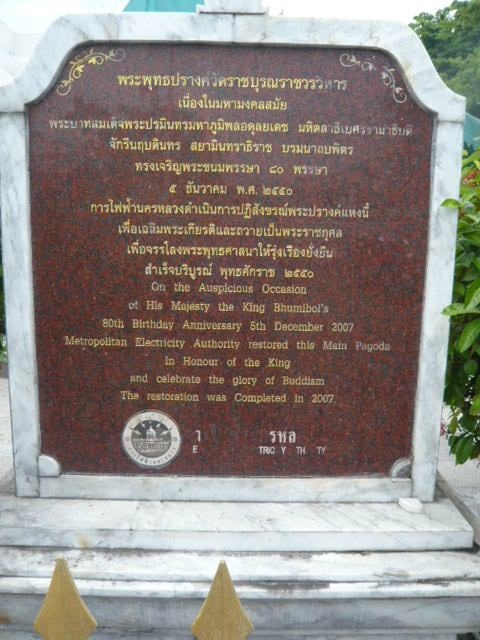 พระพุทธปรางค์วัดราชบุรณราชวรวิหาร
เนื่องในมหามงคลสมัย
พระบาทสมเด็จพระปรมินทรมหาภูมิพลอดุลยเดช มหิตลาธิเบศรรามาธิบดี
จักรีนฤบดินทร สยามินทราธิราช บรมนาถบพิตร
ทรงเจริญพระชนมพรรษา ๘๐ พรรษา
๕ ธันวาคม พ.ศ. ๒๕๕๐
การไฟฟ้านครหลวงดำเนินการปฏิสังขรณ์พระปรางค์แห่งนี้
เพื่อเฉลิมพระเกียรติและถวายเป็นพระราชกุศล
เพื่อจรรโลงพระพุทธศาสนาให้รุ่งเรืองยั่งยืน
สำเร็จบริบูรณ์ พุทธศักราช ๒๕๕๐
On the Auspicious Occasion
of His Majesty the King Bhumibol's
80th Birthday Anniversary 5th December 2007
Metropolitan Electricity Authority restored this Main Pagoda
in Honour of the King
and celebrate the glory of Buddism
The restoration was Completed in 2007.
า รหล
E TRIC Y TH TY